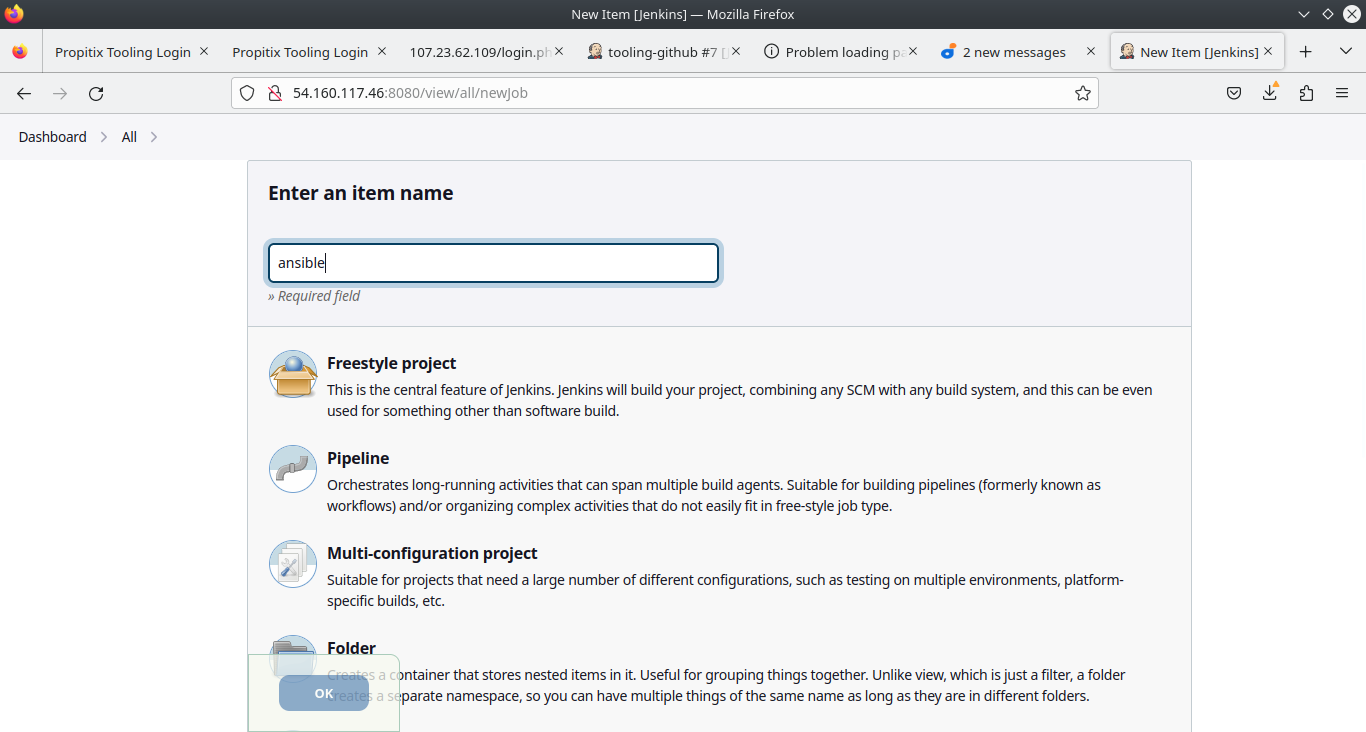 New Item [Jenkins] — Mozilla Firefox
Propitix Tooling Login
Propitix Tooling Login
107.23.62.109/login.ph
tooling-github #7 [J
Problem loading pa
2 new messages
New Item [Jenkins]
54.160.117.46:8080/view/all/newJob
Dashboard
All
Enter an item name
ansible
» Required field
Freestyle project
This is the central feature of Jenkins. Jenkins will build your project, combining any SCM with any build system, and this can be even
used for something other than software build.
Pipeline
Orchestrates long-running activities that can span multiple build agents. Suitable for building pipelines (formerly known as
workflows) and/or organizing complex activities that do not easily fit in free-style job type.
Multi-configuration project
Suitable for projects that need a large number of different configurations, such as testing on multiple environments, platform-
specific builds, etc.
Folder
Creates a container that stores nested items in it. Useful for grouping things together. Unlike view, which is just a filter, a folder
creates a separate namespace, so you can have multiple things of the same name as long as they are in different folders.
OK